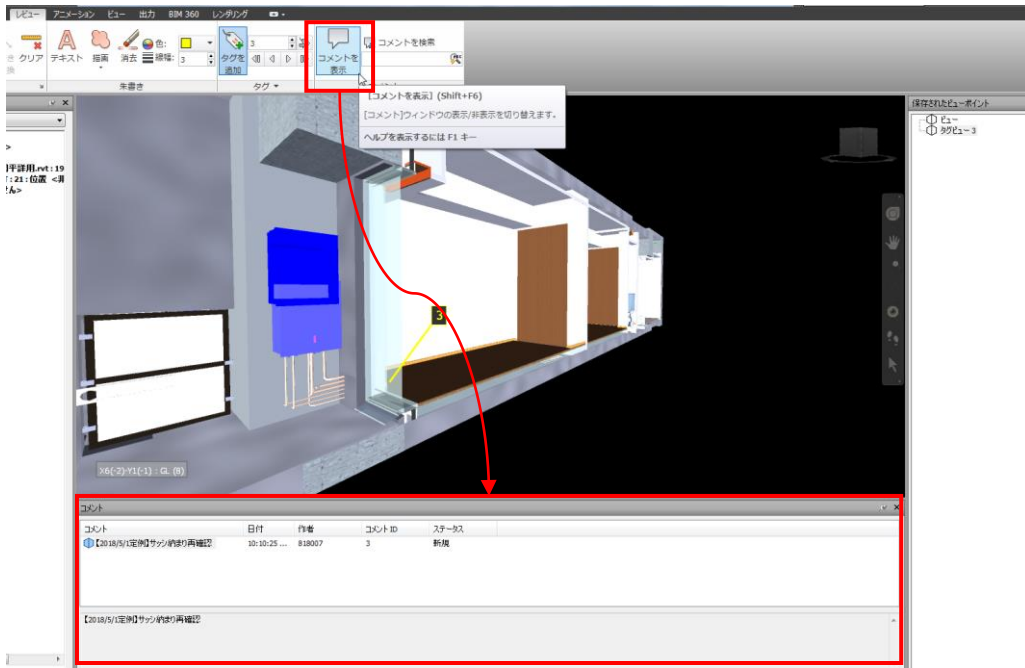 レビュー アニメーション ビュー 出力 BIM 360 レンダリング
クリア テキスト 描画 消去 色: 線幅: 3 タグを追加 3 コメントを表示 コメントを検索
朱書き タグ
[コメントを表示] (Shift+F6)
[コメント]ウィンドウの表示/非表示を切り替えます。
ヘルプを表示するには F1 キー
保存されたビューポイント
ビュー
タグビュー 3
平詳用.rvt : 19
: 21 : 位置 <非
3
X6(-2)-Y1(-1) : GL (8)
コメント
コメント 日付 作者 コメント ID ステータス
【2018/5/1定例】サッシ納まり再確認 10:10:25 ... 818007 3 新規
【2018/5/1定例】サッシ納まり再確認